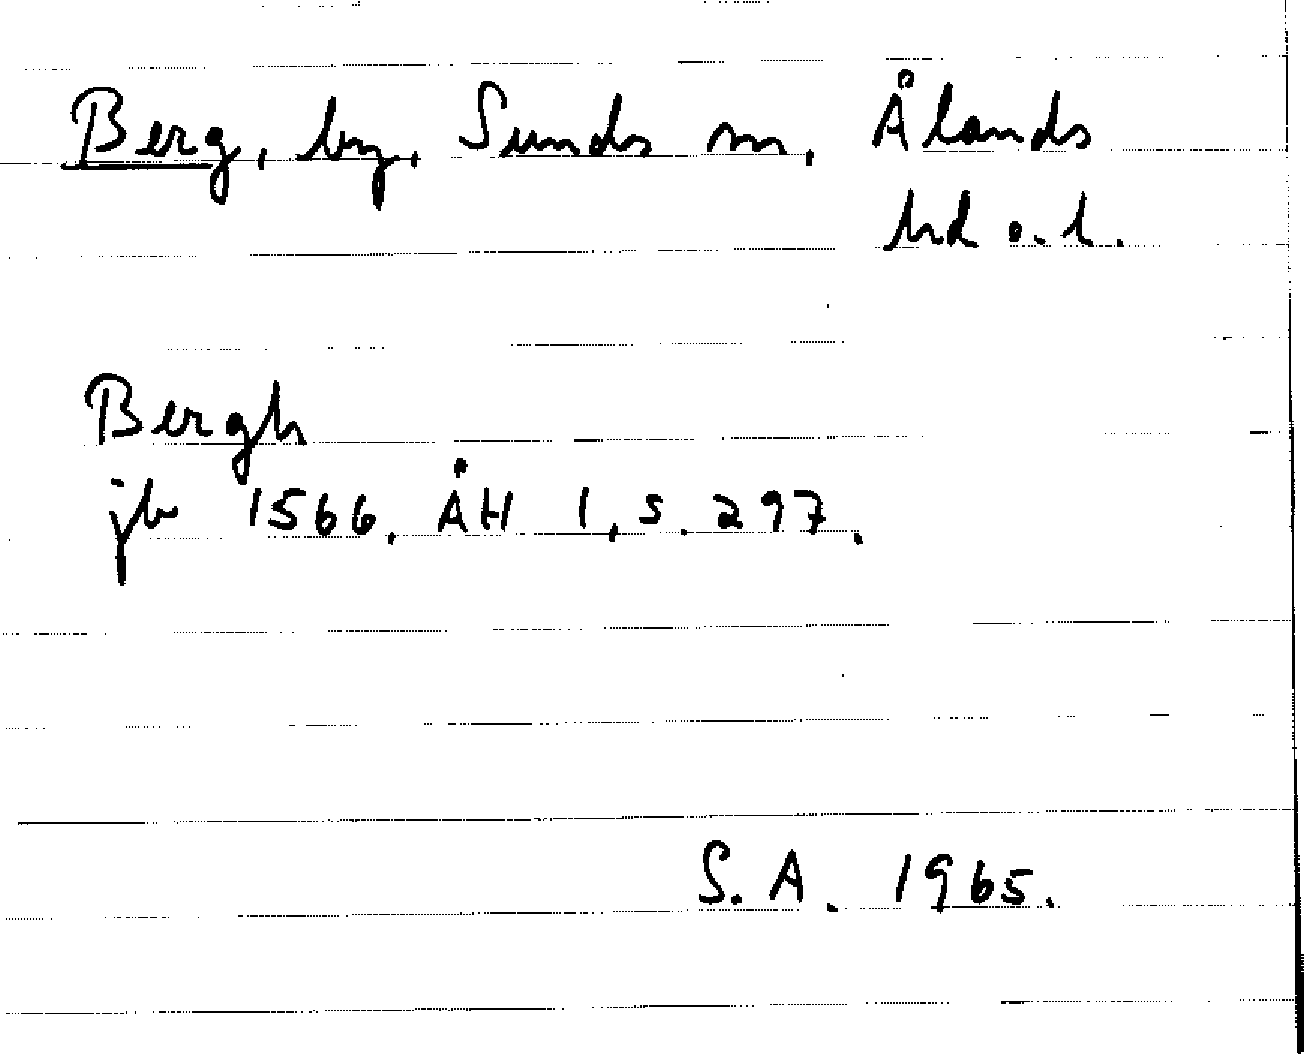 Berg, by, Sunds sn, Ålands
hd o. l.
Bergh
jb 1566, ÅH 1, s. 297.
S. A. 1965.